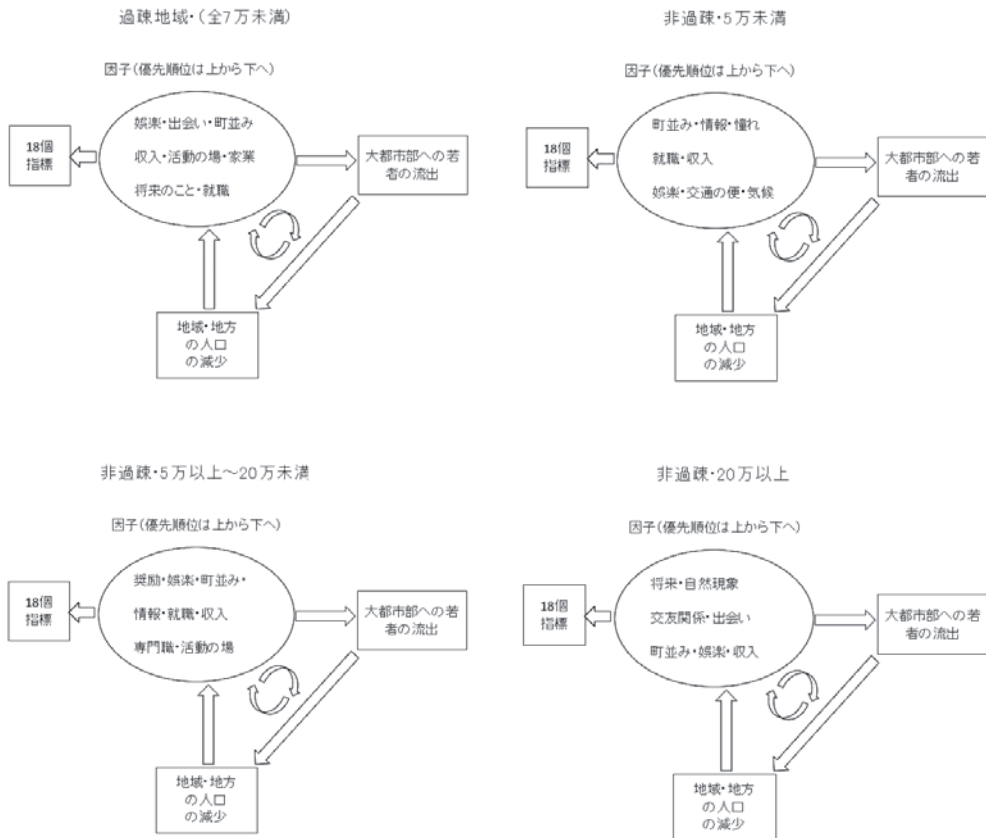 過疎地域・(全7万未満)
因子(優先順位は上から下へ)
娯楽・出会い・町並み
収入・活動の場・家業
将来のこと・就職
18個
指標
大都市部への若
者の流出
地域・地方
の人口
の減少
非過疎・5万未満
因子(優先順位は上から下へ)
町並み・情報・憧れ
就職・収入
娯楽・交通の便・気候
18個
指標
大都市部への若
者の流出
地域・地方
の人口
の減少
非過疎・5万以上～20万未満
因子(優先順位は上から下へ)
奨励・娯楽・町並み・
情報・就職・収入
専門職・活動の場
18個
指標
大都市部への若
者の流出
地域・地方
の人口
の減少
非過疎・20万以上
因子(優先順位は上から下へ)
将来・自然現象
交友関係・出会い
町並み・娯楽・収入
18個
指標
大都市部への若
者の流出
地域・地方
の人口
の減少